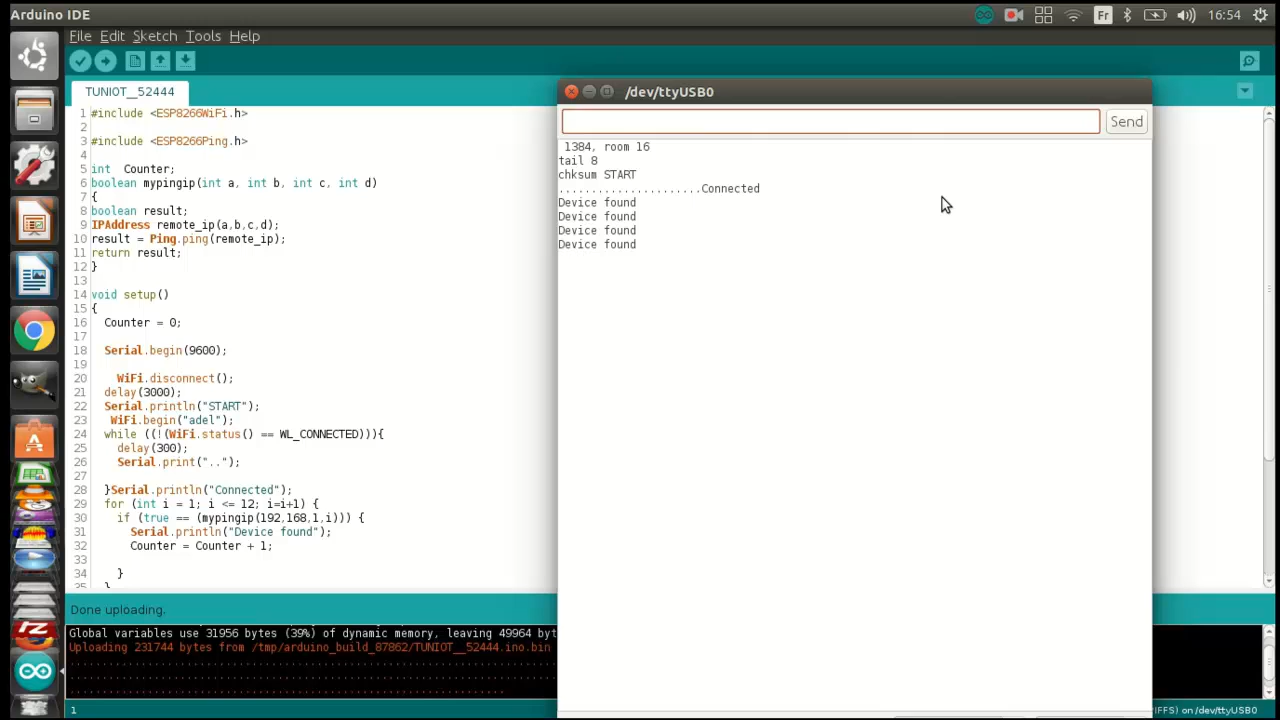 Arduino IDE
Fr
16:54
File Edit Sketch Tools Help
TUNIOT__52444
1 #include <ESP8266WiFi.h>
2
3 #include <ESP8266Ping.h>
4
5 int  Counter;
6 boolean mypingip(int a, int b, int c, int d)
7 {
8 boolean result;
9 IPAddress remote_ip(a,b,c,d);
10 result = Ping.ping(remote_ip);
11 return result;
12 }
13
14 void setup()
15 {
16   Counter = 0;
17
18   Serial.begin(9600);
19
20     WiFi.disconnect();
21   delay(3000);
22   Serial.println("START");
23    WiFi.begin("adel");
24   while ((!(WiFi.status() == WL_CONNECTED))){
25     delay(300);
26     Serial.print("..");
27
28   }Serial.println("Connected");
29   for (int i = 1; i <= 12; i=i+1) {
30     if (true == (mypingip(192,168,1,i))) {
31       Serial.println("Device found");
32       Counter = Counter + 1;
33
34     }
35   }
Done uploading.
Global variables use 31956 bytes (39%) of dynamic memory, leaving 49964 byt
Uploading 231744 bytes from /tmp/arduino_build_87862/TUNIOT__52444.ino.bin
1
/dev/ttyUSB0
Send
1384, room 16
tail 8
chksum START
......................Connected
Device found
Device found
Device found
Device found
IFFS) on /dev/ttyUSB0